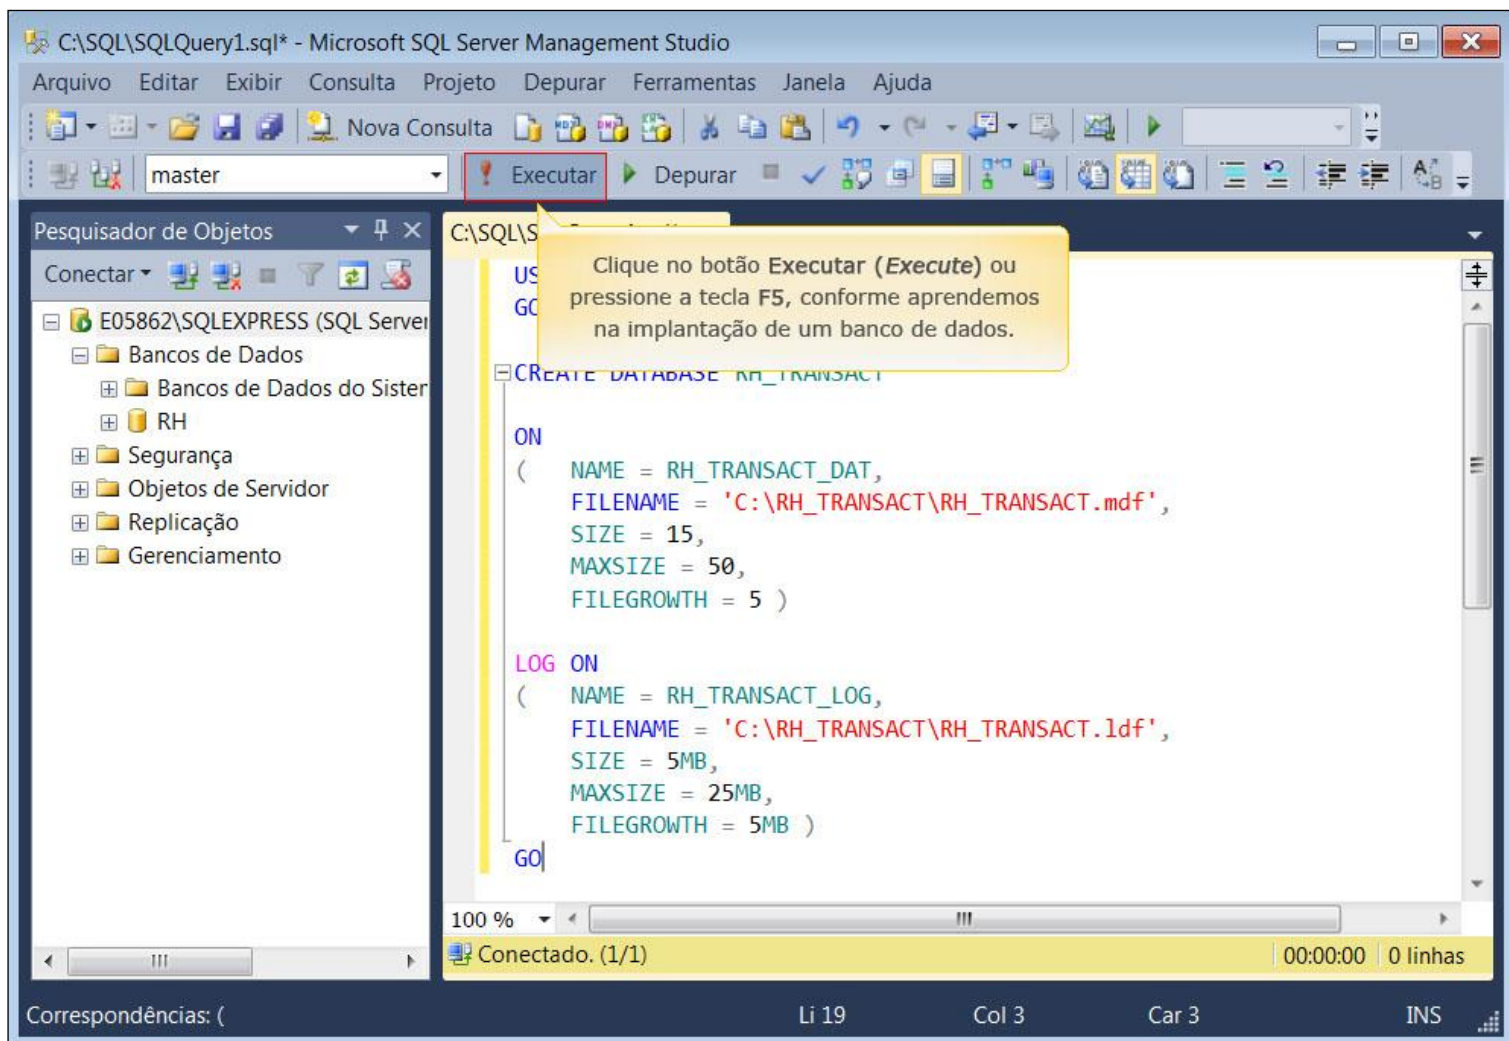 C:\SQL\SQLQuery1.sql* - Microsoft SQL Server Management Studio
Arquivo Editar Exibir Consulta Projeto Depurar Ferramentas Janela Ajuda
Nova Consulta
master
Executar
Depurar
Pesquisador de Objetos
Conectar
E05862\SQLEXPRESS (SQL Server
Bancos de Dados
Bancos de Dados do Sister
RH
Segurança
Objetos de Servidor
Replicação
Gerenciamento
C:\SQL\S
Clique no botão Executar (Execute) ou
pressione a tecla F5, conforme aprendemos
na implantação de um banco de dados.
US
GO
CREATE DATABASE RH_TRANSACT
ON
( NAME = RH_TRANSACT_DAT,
FILENAME = 'C:\RH_TRANSACT\RH_TRANSACT.mdf',
SIZE = 15,
MAXSIZE = 50,
FILEGROWTH = 5 )
LOG ON
( NAME = RH_TRANSACT_LOG,
FILENAME = 'C:\RH_TRANSACT\RH_TRANSACT.ldf',
SIZE = 5MB,
MAXSIZE = 25MB,
FILEGROWTH = 5MB )
GO
100 %
Conectado. (1/1)
00:00:00
0 linhas
Correspondências: (
Li 19
Col 3
Car 3
INS